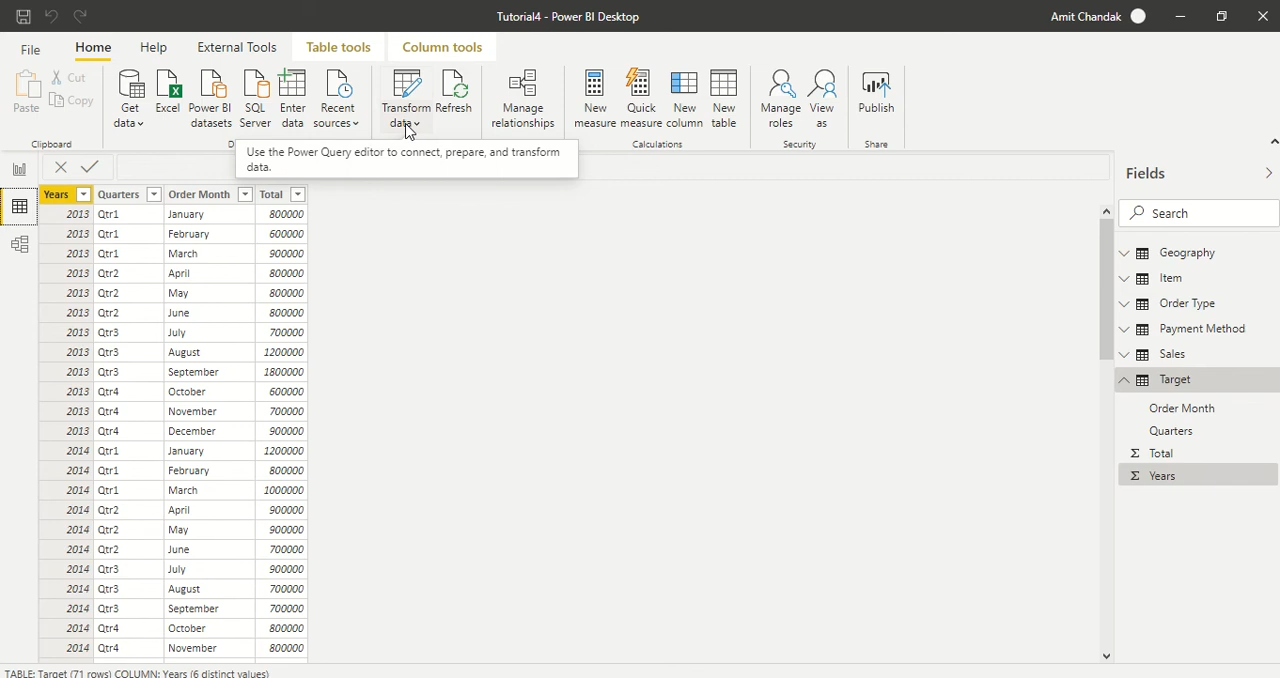 Tutorial4 - Power BI Desktop
Amit Chandak
File Home Help External Tools Table tools Column tools
Paste Cut Copy
Get data Excel Power BI datasets SQL Server Enter data Recent sources
Transform data Refresh
Manage relationships
New measure Quick measure New column New table
Manage roles View as
Publish
Clipboard D Calculations Security Share
Use the Power Query editor to connect, prepare, and transform
data.
Years Quarters Order Month Total
2013 Qtr1 January 800000
2013 Qtr1 February 600000
2013 Qtr1 March 900000
2013 Qtr2 April 800000
2013 Qtr2 May 800000
2013 Qtr2 June 800000
2013 Qtr3 July 700000
2013 Qtr3 August 1200000
2013 Qtr3 September 1800000
2013 Qtr4 October 600000
2013 Qtr4 November 700000
2013 Qtr4 December 900000
2014 Qtr1 January 1200000
2014 Qtr1 February 800000
2014 Qtr1 March 1000000
2014 Qtr2 April 900000
2014 Qtr2 May 900000
2014 Qtr2 June 700000
2014 Qtr3 July 900000
2014 Qtr3 August 700000
2014 Qtr3 September 700000
2014 Qtr4 October 800000
2014 Qtr4 November 800000
Fields
Search
Geography
Item
Order Type
Payment Method
Sales
Target
Order Month
Quarters
Σ Total
Σ Years
TABLE: Target (71 rows) COLUMN: Years (6 distinct values)